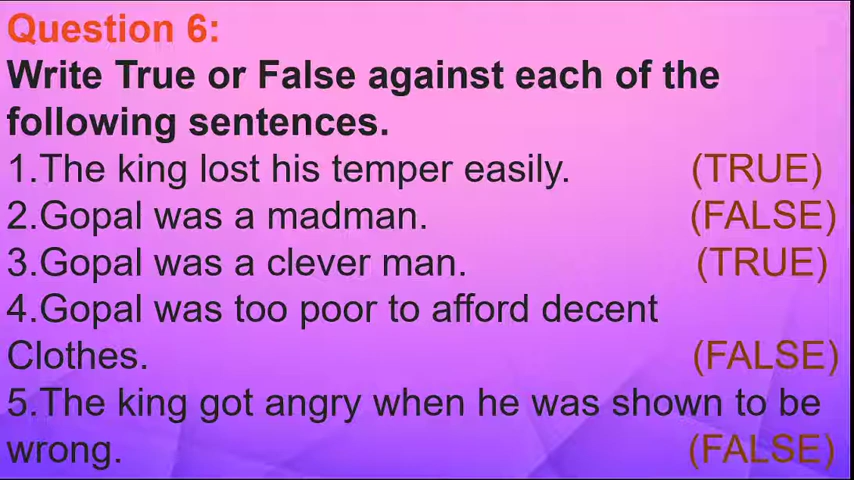 Question 6:
Write True or False against each of the
following sentences.
1.The king lost his temper easily. (TRUE)
2.Gopal was a madman. (FALSE)
3.Gopal was a clever man. (TRUE)
4.Gopal was too poor to afford decent
Clothes. (FALSE)
5.The king got angry when he was shown to be
wrong. (FALSE)